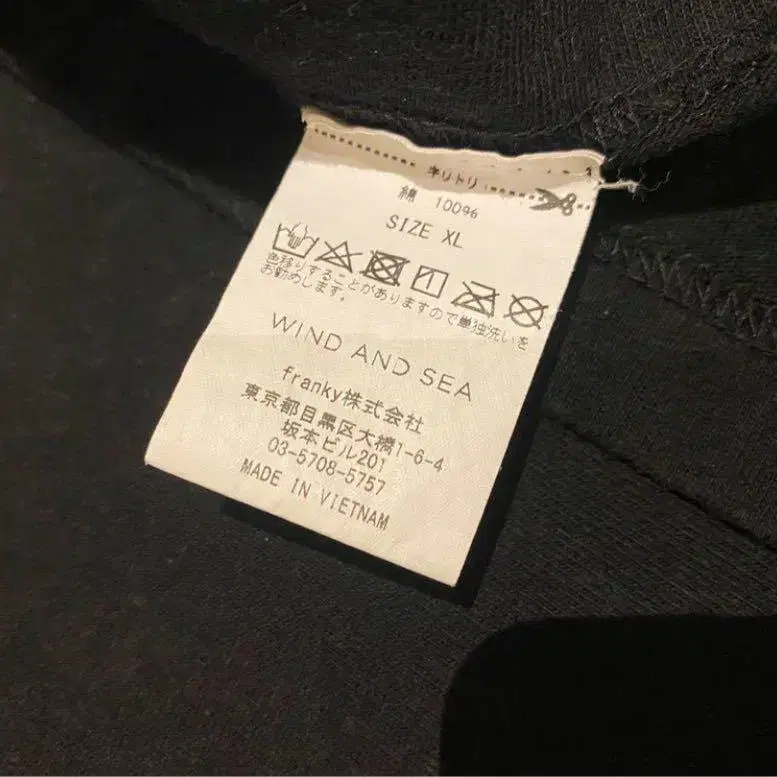 キリトリ
綿 100%
SIZE XL
色移りすることがありますので単独洗いを
お勧めします。
WIND AND SEA
franky株式会社
東京都目黒区大橋1-6-4
坂本ビル201
03-5708-5757
MADE IN VIETNAM